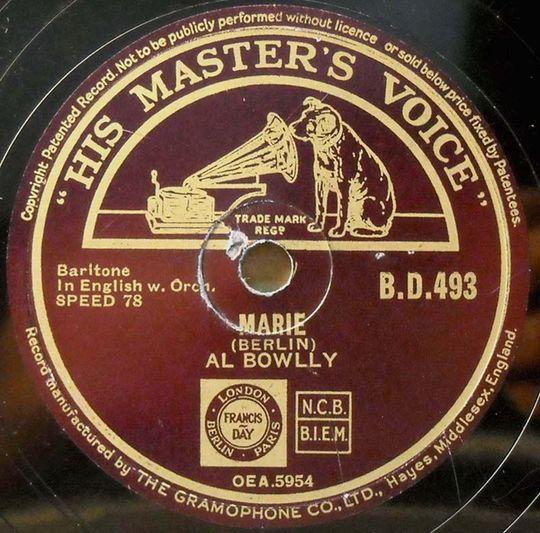 Copyright Patented Record. Not to be publicly performed without licence or sold below price fixed by Patentees.
"HIS MASTER'S VOICE"
TRADE MARK
REGD
Baritone
In English w. Orch.
SPEED 78
B.D.493
MARIE
(BERLIN)
AL BOWLLY
LONDON
FRANCIS
DAY
BERLIN PARIS
N.C.B.
B.I.E.M.
OEA.5954
Record manufactured by THE GRAMOPHONE CO., LTD., Hayes, Middlesex, England.